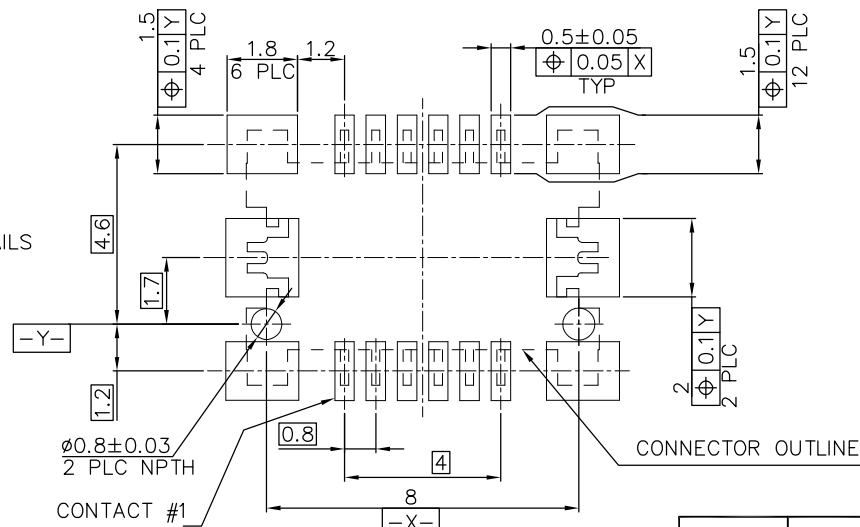 1.5
⌖ 0.1 Y
4 PLC
1.8
6 PLC
1.2
0.5±0.05
⌖ 0.05 X
TYP
1.5
⌖ 0.1 Y
12 PLC
4.6
AILS
1.7
-Y-
1.2
2
⌖ 0.1 Y
2 PLC
ø0.8±0.03
2 PLC NPTH
0.8
4
CONNECTOR OUTLINE
CONTACT #1
8
-X-